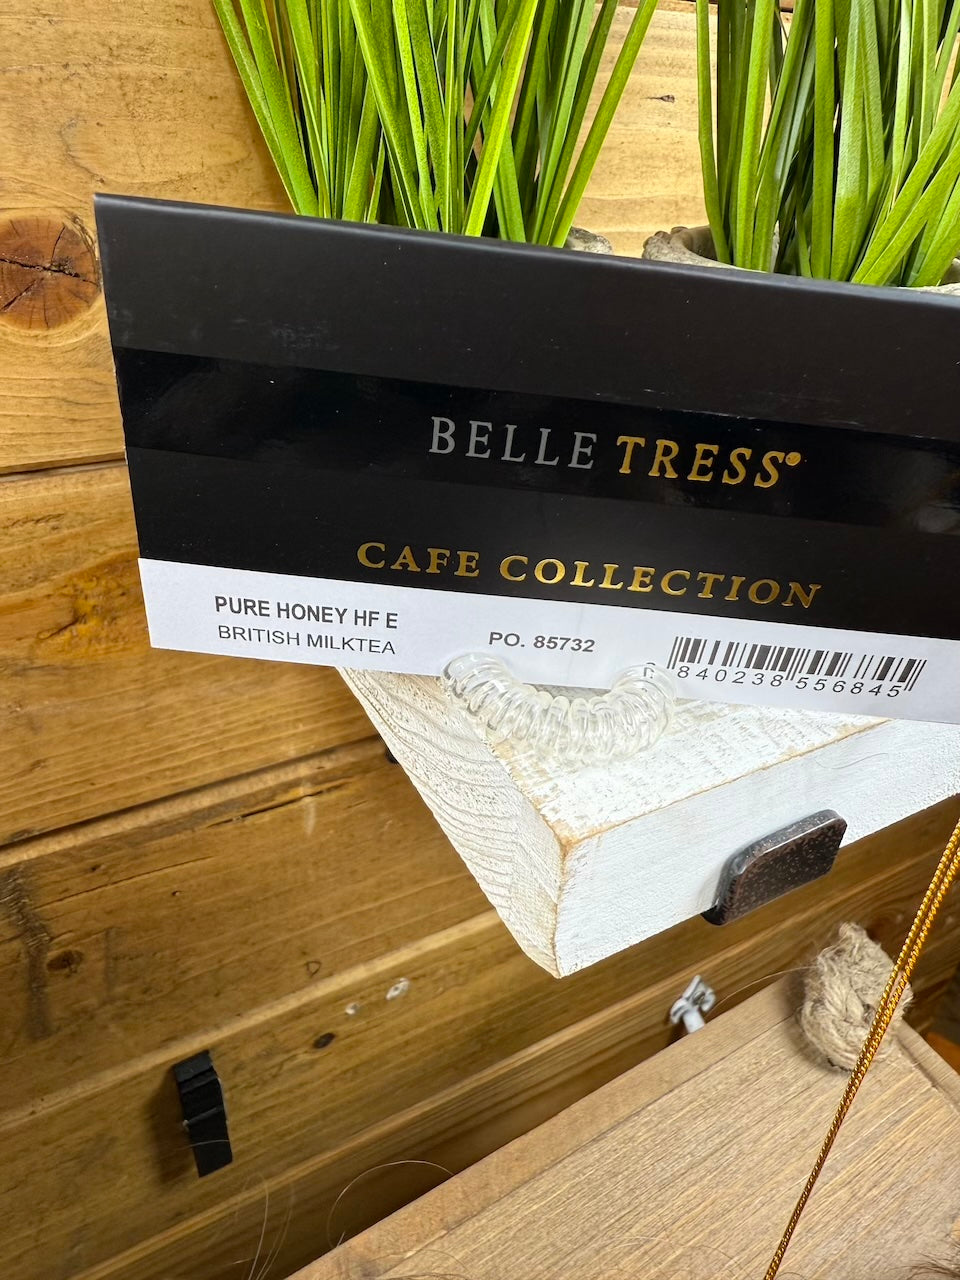 BELLE TRESS®
CAFE COLLECTION
PURE HONEY HF E
BRITISH MILKTEA
PO. 85732
840238 556845